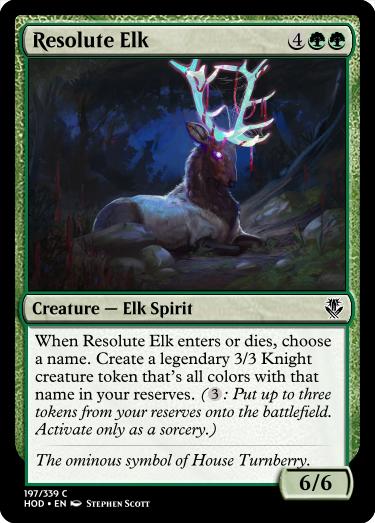 Resolute Elk 4
Creature — Elk Spirit
When Resolute Elk enters or dies, choose
a name. Create a legendary 3/3 Knight
creature token that's all colors with that
name in your reserves. (3: Put up to three
tokens from your reserves onto the battlefield.
Activate only as a sorcery.)
The ominous symbol of House Turnberry.
6/6
197/339 C
HOD • EN Stephen Scott